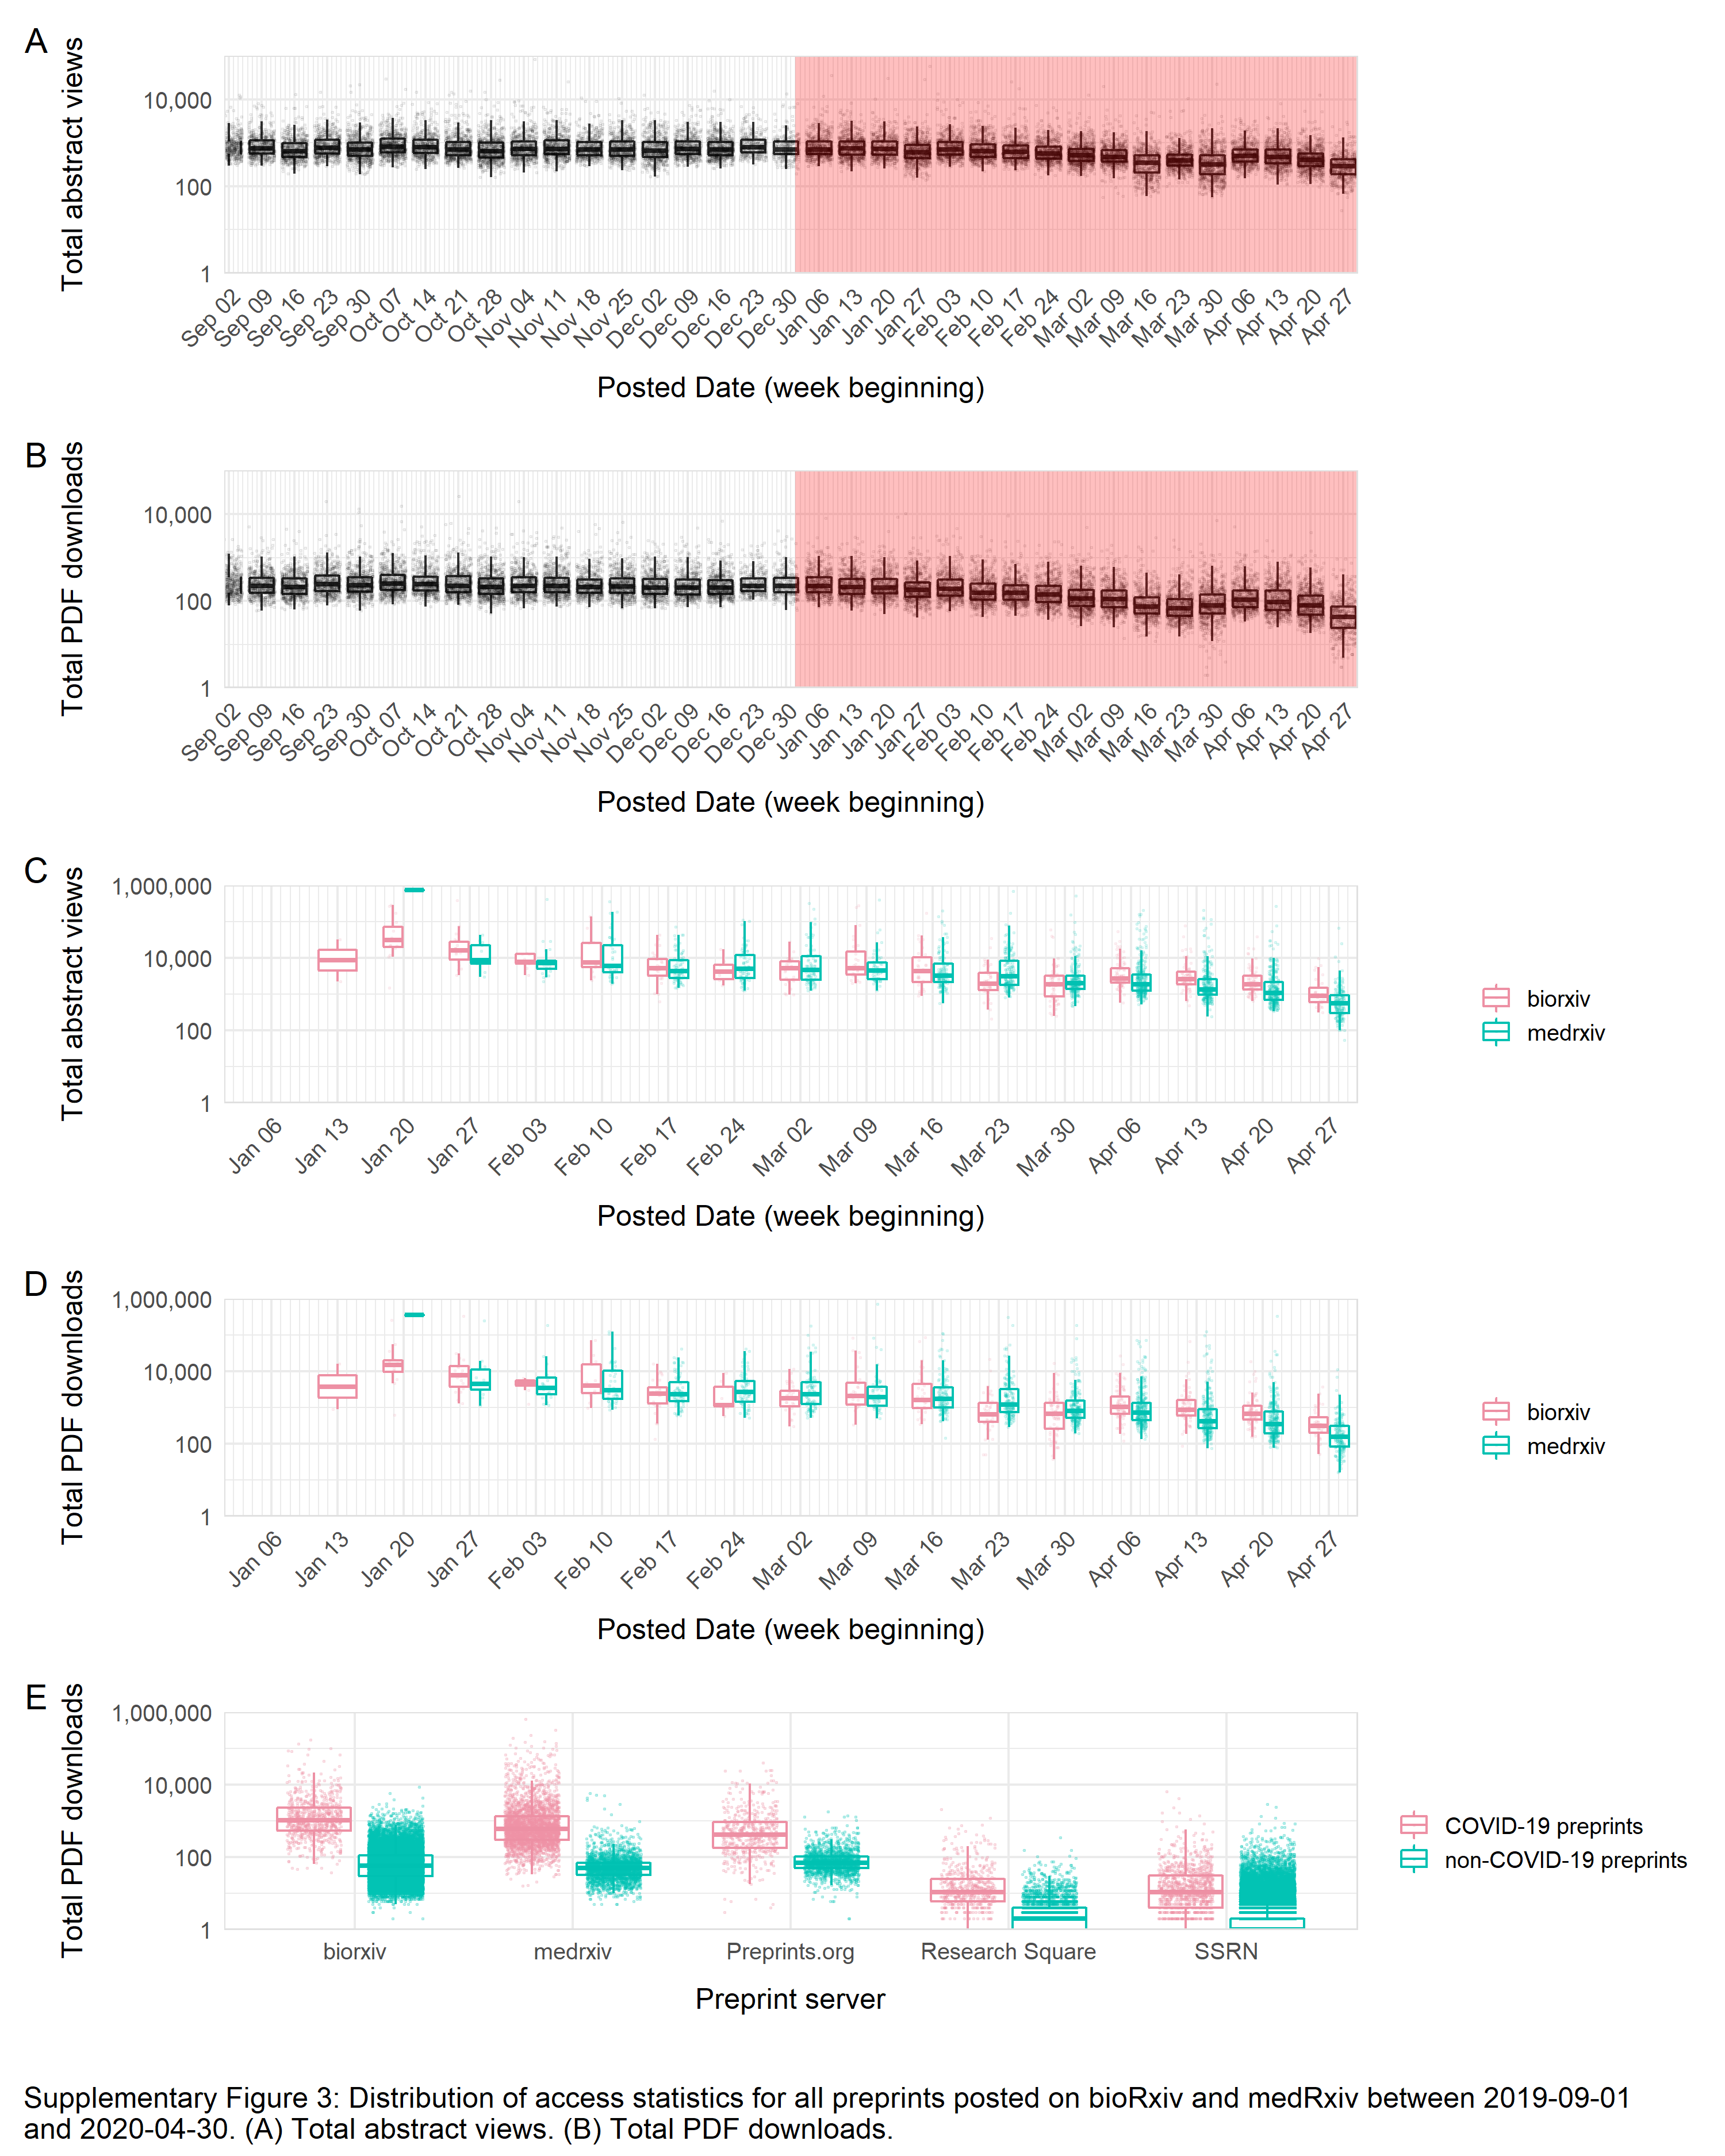 A
Total abstract views
10,000
100
1
Sep 02
Sep 09
Sep 16
Sep 23
Sep 30
Oct 07
Oct 14
Oct 21
Oct 28
Nov 04
Nov 11
Nov 18
Nov 25
Dec 02
Dec 09
Dec 16
Dec 23
Dec 30
Jan 06
Jan 13
Jan 20
Jan 27
Feb 03
Feb 10
Feb 17
Feb 24
Mar 02
Mar 09
Mar 16
Mar 23
Mar 30
Apr 06
Apr 13
Apr 20
Apr 27
Posted Date (week beginning)
B
Total PDF downloads
10,000
100
1
Sep 02
Sep 09
Sep 16
Sep 23
Sep 30
Oct 07
Oct 14
Oct 21
Oct 28
Nov 04
Nov 11
Nov 18
Nov 25
Dec 02
Dec 09
Dec 16
Dec 23
Dec 30
Jan 06
Jan 13
Jan 20
Jan 27
Feb 03
Feb 10
Feb 17
Feb 24
Mar 02
Mar 09
Mar 16
Mar 23
Mar 30
Apr 06
Apr 13
Apr 20
Apr 27
Posted Date (week beginning)
C
Total abstract views
1,000,000
10,000
100
1
Jan 06
Jan 13
Jan 20
Jan 27
Feb 03
Feb 10
Feb 17
Feb 24
Mar 02
Mar 09
Mar 16
Mar 23
Mar 30
Apr 06
Apr 13
Apr 20
Apr 27
Posted Date (week beginning)
biorxiv
medrxiv
D
Total PDF downloads
1,000,000
10,000
100
1
Jan 06
Jan 13
Jan 20
Jan 27
Feb 03
Feb 10
Feb 17
Feb 24
Mar 02
Mar 09
Mar 16
Mar 23
Mar 30
Apr 06
Apr 13
Apr 20
Apr 27
Posted Date (week beginning)
biorxiv
medrxiv
E
Total PDF downloads
1,000,000
10,000
100
1
biorxiv
medrxiv
Preprints.org
Research Square
SSRN
Preprint server
COVID-19 preprints
non-COVID-19 preprints
Supplementary Figure 3: Distribution of access statistics for all preprints posted on bioRxiv and medRxiv between 2019-09-01
and 2020-04-30. (A) Total abstract views. (B) Total PDF downloads.